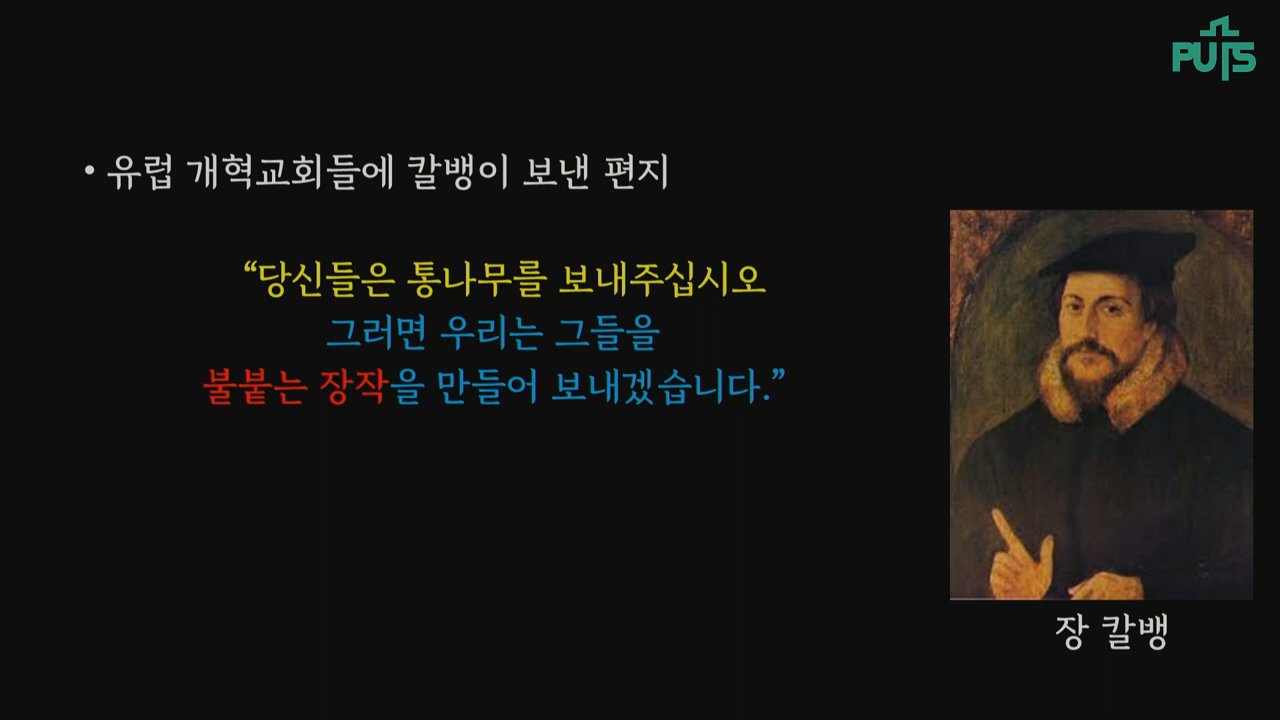 PUTS
• 유럽 개혁교회들에 칼뱅이 보낸 편지
“당신들은 통나무를 보내주십시오
그러면 우리는 그들을
불붙는 장작을 만들어 보내겠습니다.”
장 칼뱅